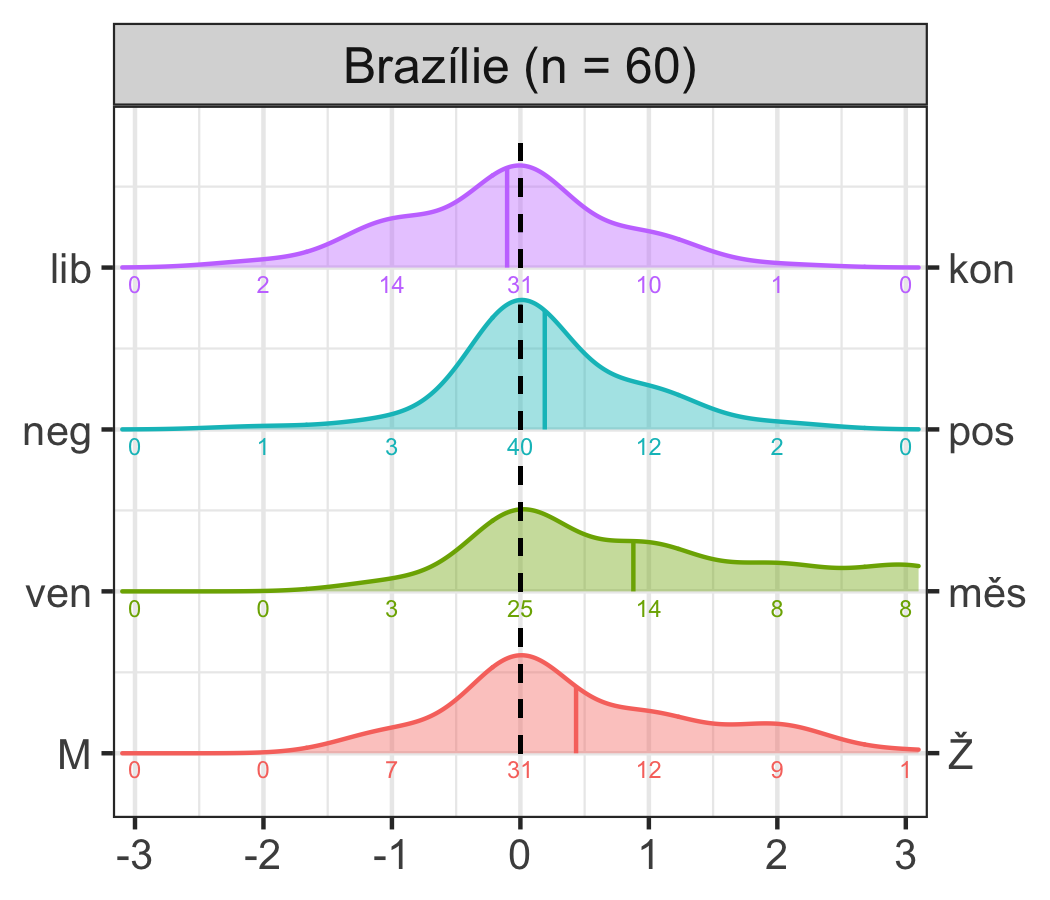 Brazílie (n = 60)
lib kon
0 2 14 31 10 1 0
neg pos
0 1 3 40 12 2 0
ven měs
0 0 3 25 14 8 8
M Ž
0 0 7 31 12 9 1
-3 -2 -1 0 1 2 3